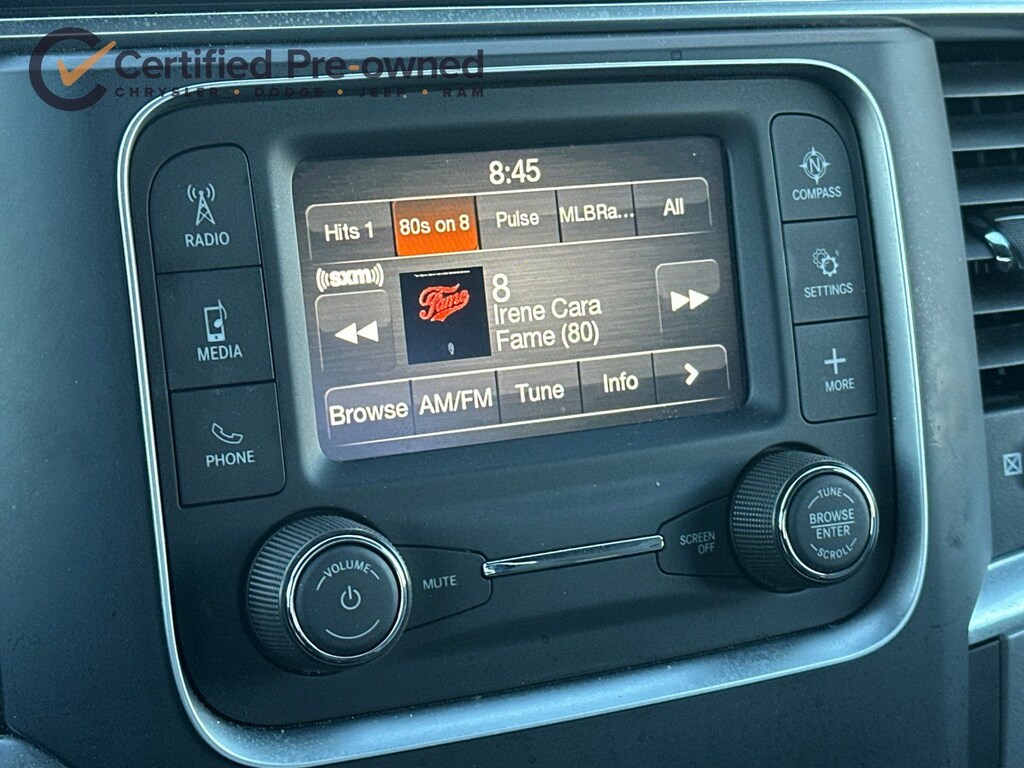 Certified Pre-owned
CHRYSLER • DODGE • JEEP • RAM
8:45
Hits 1
80s on 8
Pulse
MLBRa...
All
((sxm))
Fame
8
Irene Cara
Fame (80)
Browse
AM/FM
Tune
Info
RADIO
MEDIA
PHONE
N
COMPASS
SETTINGS
MORE
VOLUME
MUTE
SCREEN
OFF
TUNE
BROWSE
ENTER
SCROLL